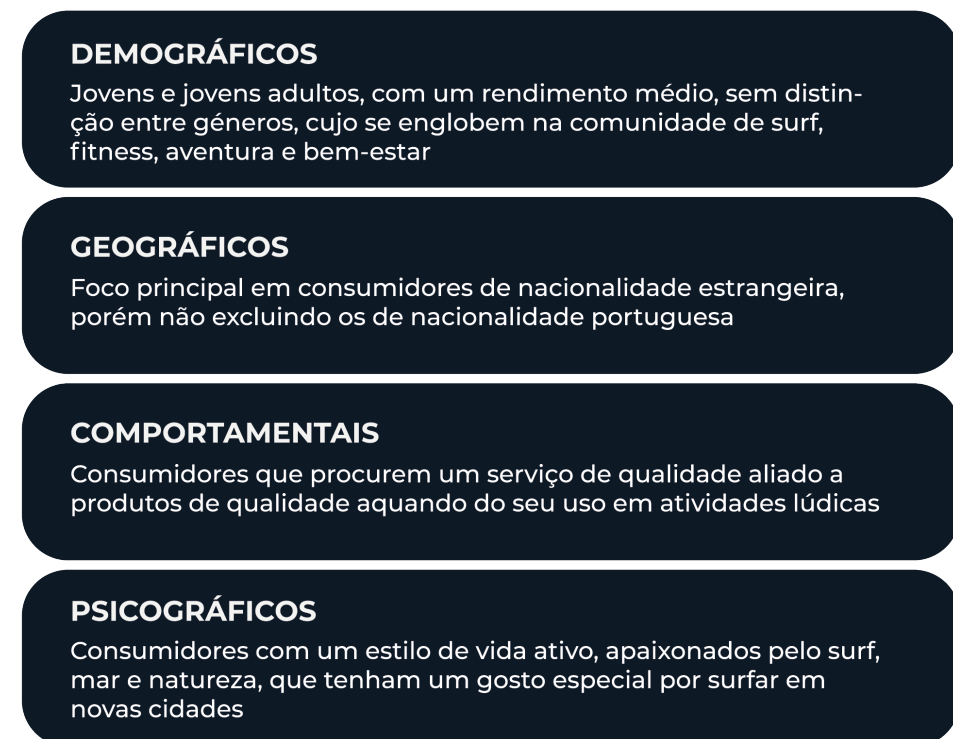 DEMOGRÁFICOS
Jovens e jovens adultos, com um rendimento médio, sem distin-
ção entre géneros, cujo se englobem na comunidade de surf,
fitness, aventura e bem-estar
GEOGRÁFICOS
Foco principal em consumidores de nacionalidade estrangeira,
porém não excluindo os de nacionalidade portuguesa
COMPORTAMENTAIS
Consumidores que procurem um serviço de qualidade aliado a
produtos de qualidade aquando do seu uso em atividades lúdicas
PSICOGRÁFICOS
Consumidores com um estilo de vida ativo, apaixonados pelo surf,
mar e natureza, que tenham um gosto especial por surfar em
novas cidades